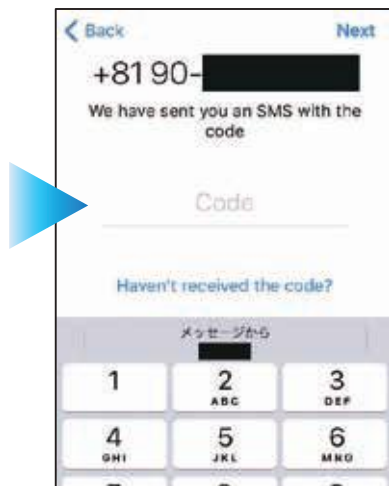 Back Next
+81 90-
We have sent you an SMS with the
code
Code
Haven't received the code?
メッセージから
1 2 3
ABC DEF
4 5 6
GHI JKL MNO